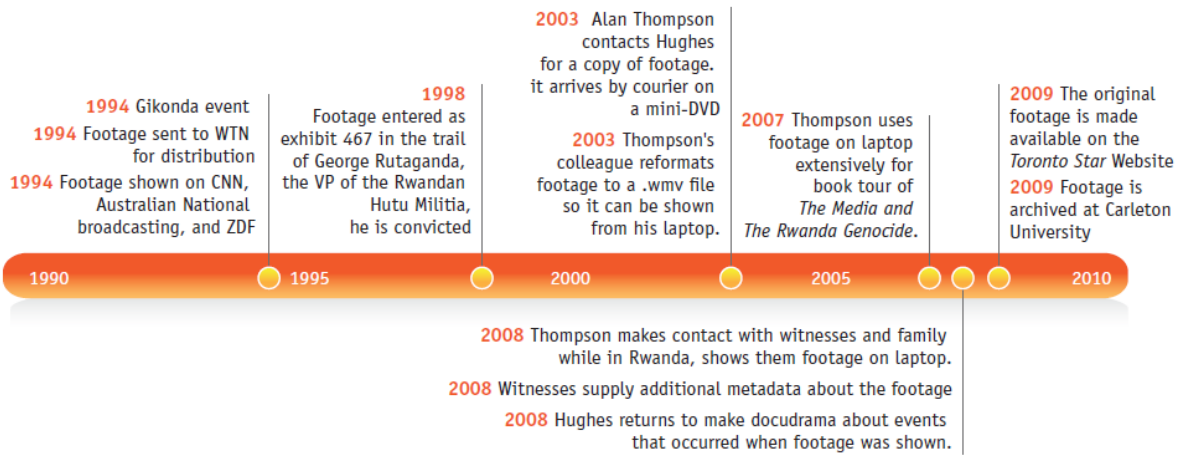 1994 Gikonda event
1994 Footage sent to WTN
for distribution
1994 Footage shown on CNN,
Australian National
broadcasting, and ZDF
1998
Footage entered as
exhibit 467 in the trail
of George Rutaganda,
the VP of the Rwandan
Hutu Militia,
he is convicted
2003 Alan Thompson
contacts Hughes
for a copy of footage.
it arrives by courier on
a mini-DVD
2003 Thompson's
colleague reformats
footage to a .wmv file
so it can be shown
from his laptop.
2007 Thompson uses
footage on laptop
extensively for
book tour of
The Media and
The Rwanda Genocide.
2009 The original
footage is made
available on the
Toronto Star Website
2009 Footage is
archived at Carleton
University
1990 1995 2000 2005 2010
2008 Thompson makes contact with witnesses and family
while in Rwanda, shows them footage on laptop.
2008 Witnesses supply additional metadata about the footage
2008 Hughes returns to make docudrama about events
that occurred when footage was shown.